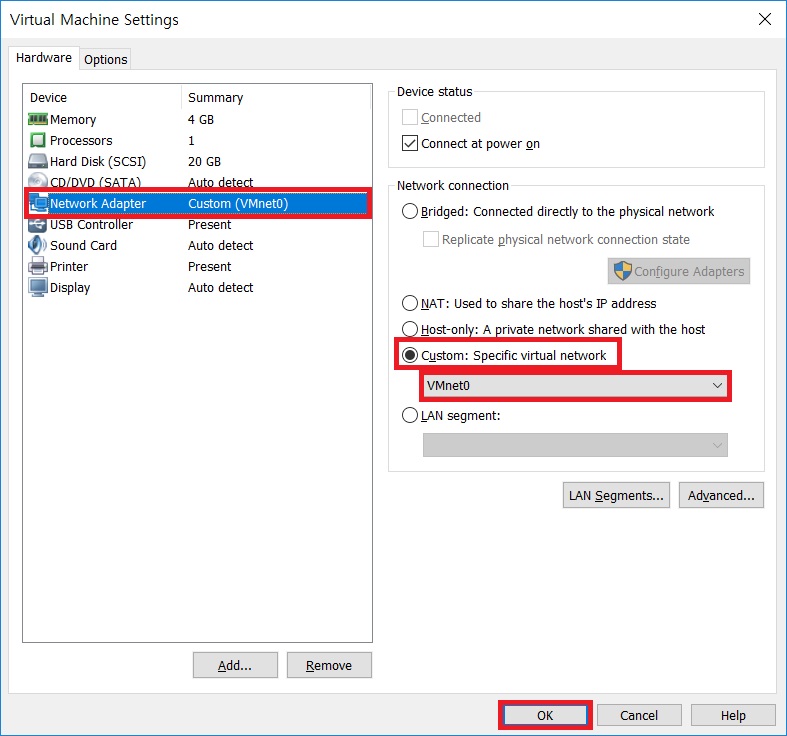 Virtual Machine Settings
Hardware
Options
Device Summary
Memory 4 GB
Processors 1
Hard Disk (SCSI) 20 GB
CD/DVD (SATA) Auto detect
Network Adapter Custom (VMnet0)
USB Controller Present
Sound Card Auto detect
Printer Present
Display Auto detect
Add...
Remove
Device status
Connected
Connect at power on
Network connection
Bridged: Connected directly to the physical network
Replicate physical network connection state
Configure Adapters
NAT: Used to share the host's IP address
Host-only: A private network shared with the host
Custom: Specific virtual network
VMnet0
LAN segment:
LAN Segments...
Advanced...
OK
Cancel
Help